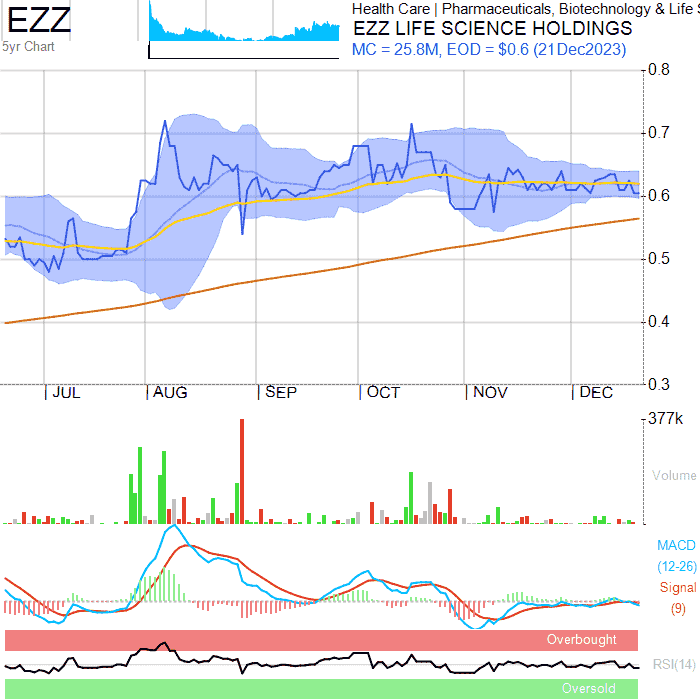 EZZ
5yr Chart
Health Care | Pharmaceuticals, Biotechnology & Life S
EZZ LIFE SCIENCE HOLDINGS
MC = 25.8M, EOD = $0.6 (21Dec2023)
0.8
0.7
0.6
0.5
0.4
0.3
JUL
AUG
SEP
OCT
NOV
DEC
377k
Volume
MACD
(12-26)
Signal
(9)
Overbought
RSI(14)
Oversold